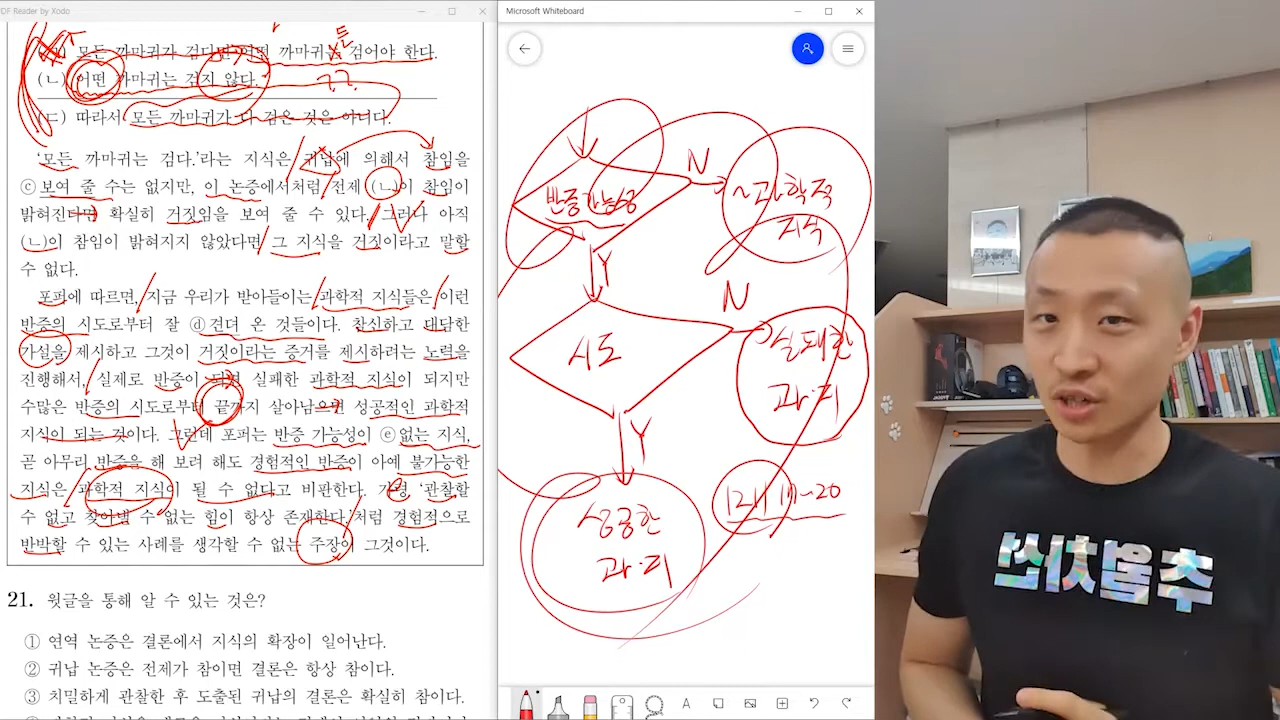 DF Reader by Xodo
Microsoft Whiteboard
모든 까마귀가 검다면 어떤 까마귀든 검어야 한다.
(ㄴ) 어떤 까마귀는 검지 않다.
(ㄷ) 따라서 모든 까마귀가 다 검은 것은 아니다.
‘모든 까마귀는 검다.’라는 지식은 귀납에 의해서 참임을
ⓒ 보여 줄 수는 없지만, 이 논증에서처럼 전제 (ㄴ)이 참임이
밝혀진다면 확실히 거짓임을 보여 줄 수 있다. 그러나 아직
(ㄴ)이 참임이 밝혀지지 않았다면 그 지식을 거짓이라고 말할
수 없다.
포퍼에 따르면, 지금 우리가 받아들이는 과학적 지식들은 이런
반증의 시도로부터 잘 ⓓ 견뎌 온 것들이다. 참신하고 대담한
가설을 제시하고 그것이 거짓이라는 증거를 제시하려는 노력을
진행해서, 실제로 반증이 되면 실패한 과학적 지식이 되지만
수많은 반증의 시도로부터 끝까지 살아남으면 성공적인 과학적
지식이 되는 것이다. 그런데 포퍼는 반증 가능성이 ⓔ 없는 지식,
곧 아무리 반증을 해 보려 해도 경험적인 반증이 아예 불가능한
지식은 과학적 지식이 될 수 없다고 비판한다. 가령 ‘관찰할
수 없고 찾아낼 수 없는 힘이 항상 존재한다.’처럼 경험적으로
반박할 수 있는 사례를 생각할 수 없는 주장이 그것이다.
21. 윗글을 통해 알 수 있는 것은?
① 연역 논증은 결론에서 지식의 확장이 일어난다.
② 귀납 논증은 전제가 참이면 결론은 항상 참이다.
③ 치밀하게 관찰한 후 도출된 귀납의 결론은 확실히 참이다.
반증가능성
N
~과학적
지식
Y
시도
N
실패한
과·지
Y
성공한
과·지
추월차선